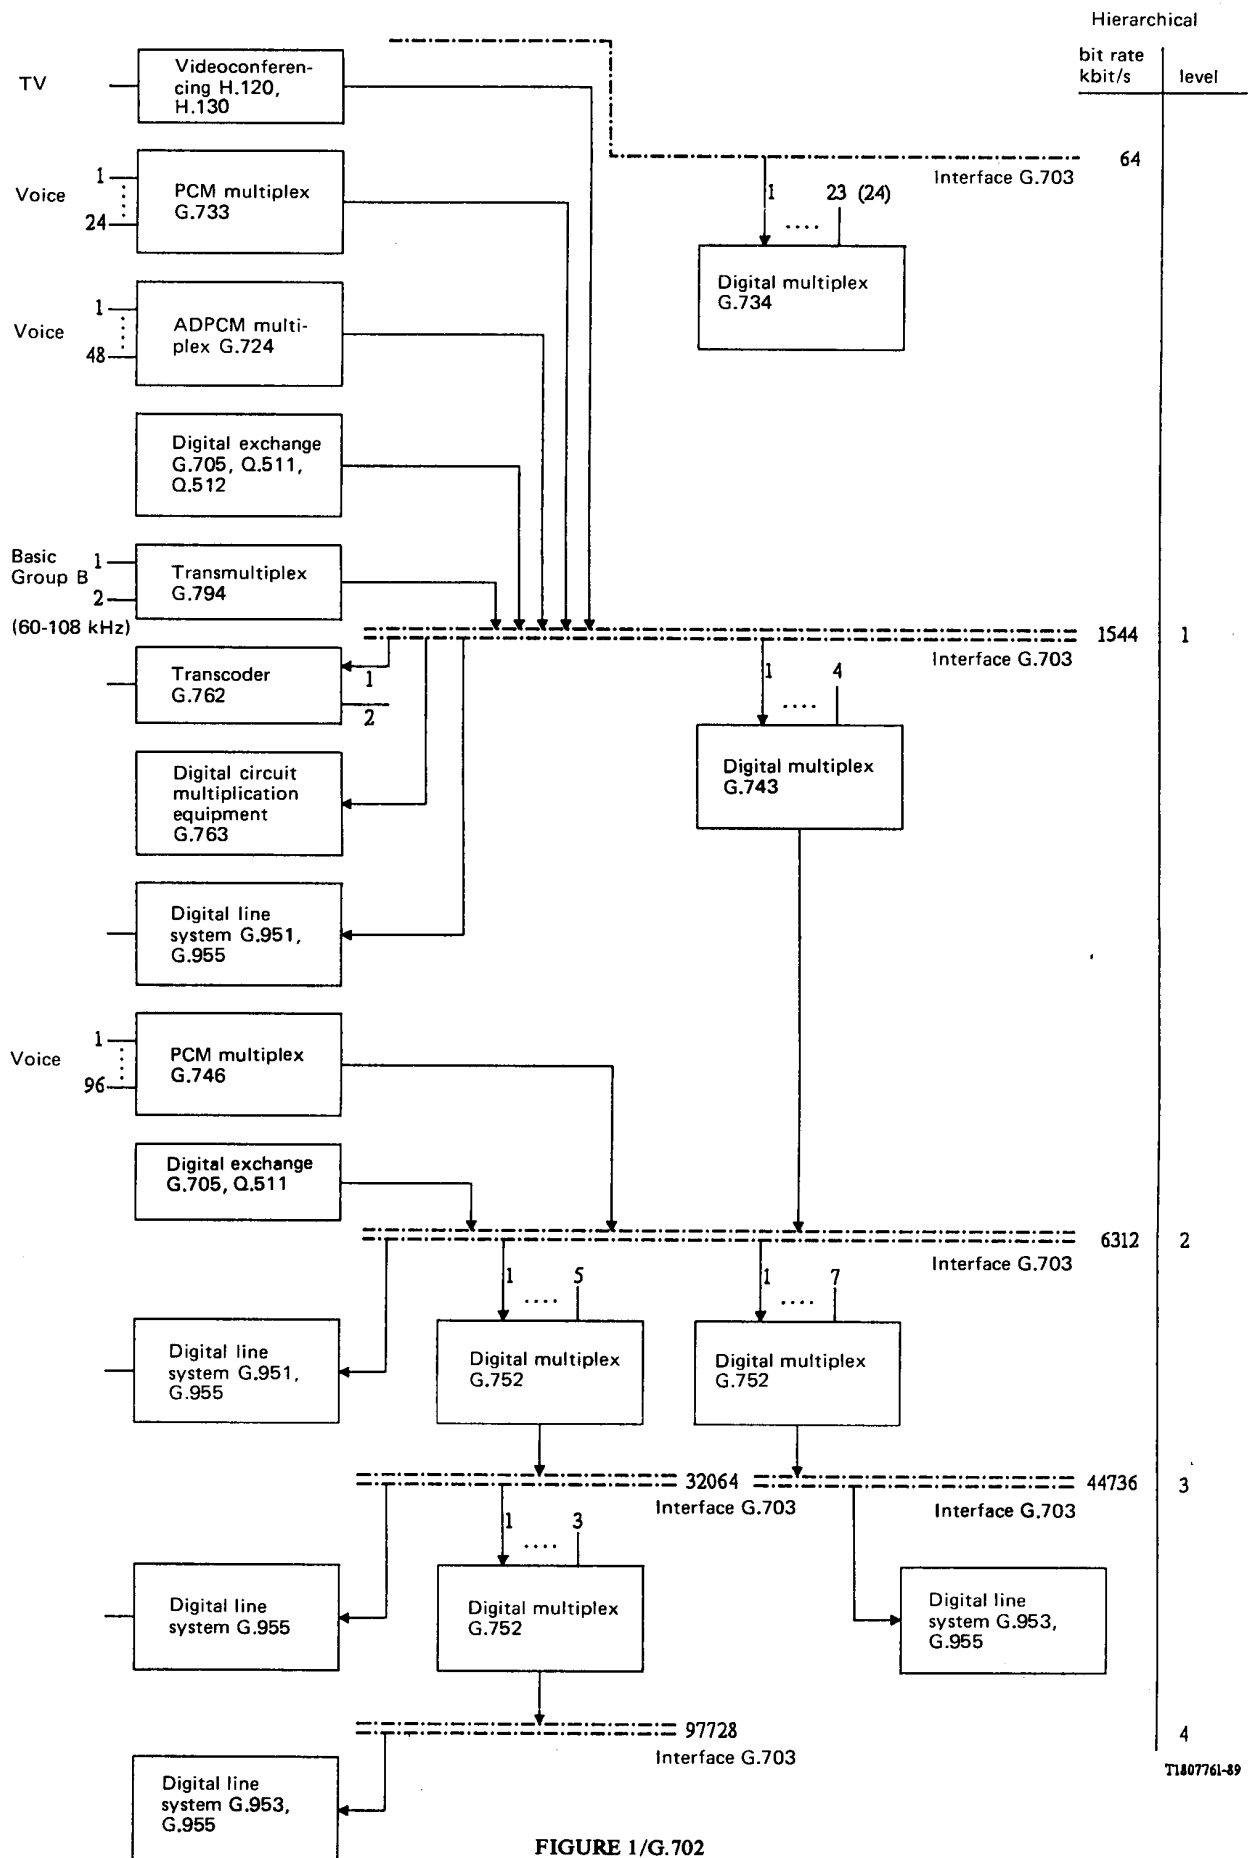 Hierarchical
bit rate
kbit/s
level
TV
Videoconferen-
cing H.120,
H.130
64
Interface G.703
1
23 (24)
....
Digital multiplex
G.734
Voice
1
24
PCM multiplex
G.733
Voice
1
48
ADPCM multi-
plex G.724
Digital exchange
G.705, Q.511,
Q.512
Basic
Group B
1
2
(60-108 kHz)
Transmultiplex
G.794
1544
1
Interface G.703
Transcoder
G.762
1
2
1
4
....
Digital multiplex
G.743
Digital circuit
multiplication
equipment
G.763
Digital line
system G.951,
G.955
Voice
1
96
PCM multiplex
G.746
Digital exchange
G.705, Q.511
6312
2
Interface G.703
1
5
....
1
7
....
Digital line
system G.951,
G.955
Digital multiplex
G.752
Digital multiplex
G.752
32064
Interface G.703
44736
3
Interface G.703
1
3
....
Digital line
system G.955
Digital multiplex
G.752
Digital line
system G.953,
G.955
97728
4
Interface G.703
T1807761-89
Digital line
system G.953,
G.955
FIGURE 1/G.702